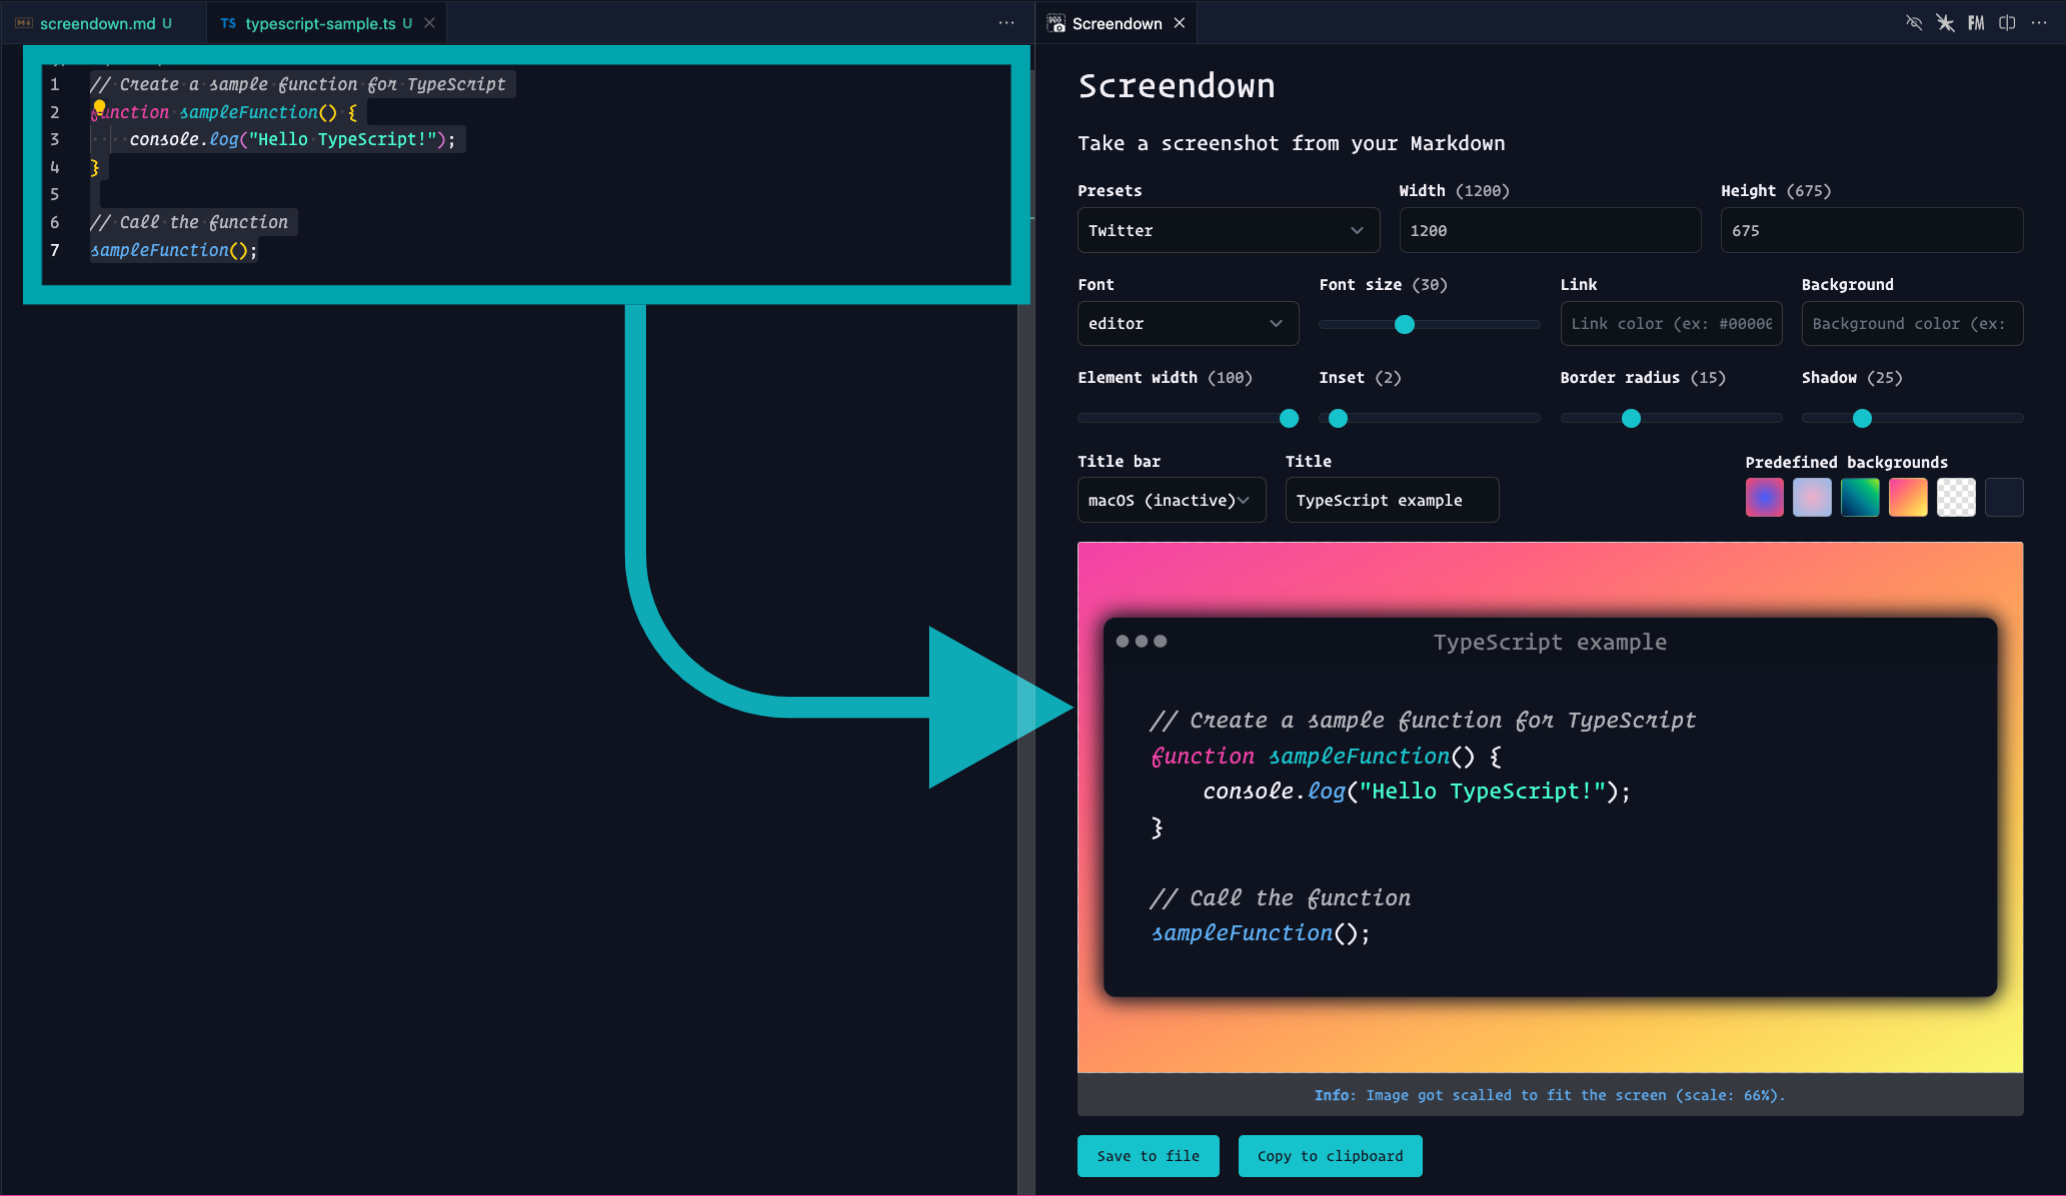 screendown.md U
TS typescript-sample.ts U
1 // Create a sample function for TypeScript
2 function sampleFunction() {
3 console.log("Hello TypeScript!");
4 }
5
6 // Call the function
7 sampleFunction();
Screendown
FM
Screendown
Take a screenshot from your Markdown
Presets
Width (1200)
Height (675)
Twitter
1200
675
Font
Font size (30)
Link
Background
editor
Link color (ex: #00000
Background color (ex:
Element width (100)
Inset (2)
Border radius (15)
Shadow (25)
Title bar
Title
Predefined backgrounds
macOS (inactive)
TypeScript example
TypeScript example
// Create a sample function for TypeScript
function sampleFunction() {
console.log("Hello TypeScript!");
}
// Call the function
sampleFunction();
Info: Image got scalled to fit the screen (scale: 66%).
Save to file
Copy to clipboard